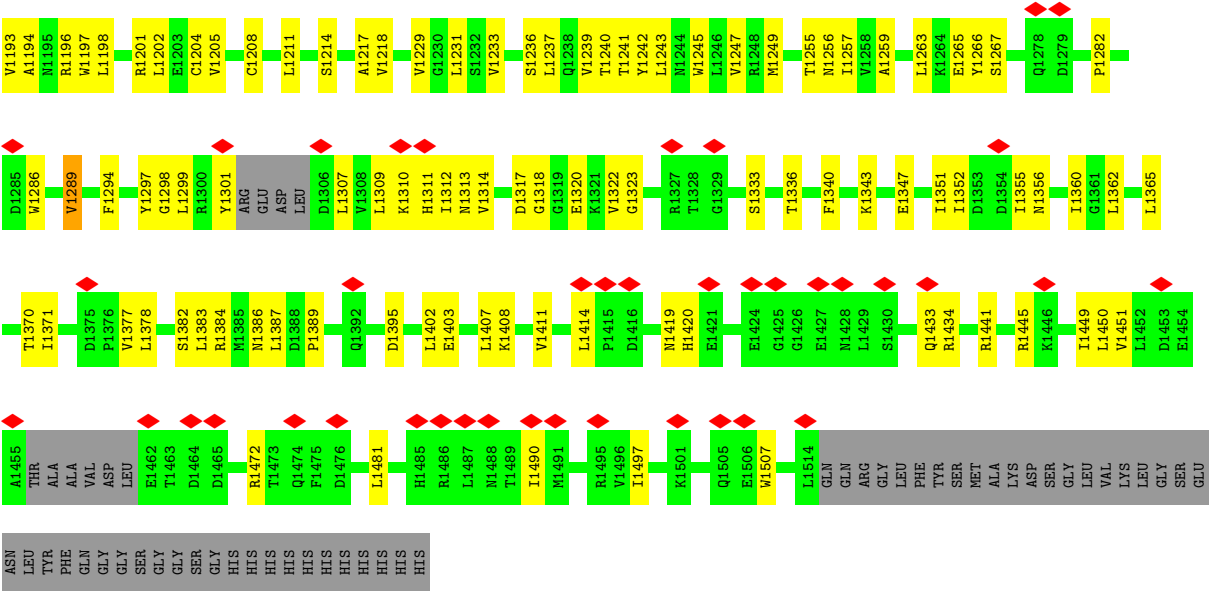 V1193 A1194 N1195 R1196 W1197 L1198 R1201 L1202 E1203 C1204 V1205 C1208 L1211 S1214 A1217 V1218 V1229 G1230 L1231 S1232 V1233 S1236 L1237 Q1238 V1239 T1240 T1241 Y1242 L1243 N1244 W1245 L1246 V1247 R1248 M1249 T1255 N1256 I1257 V1258 A1259 L1263 K1264 E1265 Y1266 S1267 Q1278 D1279 P1282
D1285 W1286 V1289 F1294 Y1297 G1298 L1299 R1300 Y1301 ARG GLU ASP LEU D1306 L1307 V1308 L1309 K1310 H1311 I1312 N1313 V1314 D1317 G1318 G1319 E1320 K1321 V1322 G1323 R1327 T1328 G1329 S1333 T1336 F1340 K1343 E1347 I1351 I1352 D1353 D1354 I1355 N1356 I1360 G1361 L1362 L1365
T1370 I1371 D1375 P1376 V1377 L1378 S1382 L1383 R1384 M1385 N1386 L1387 D1388 P1389 Q1392 D1395 L1402 E1403 L1407 K1408 V1411 L1414 P1415 D1416 N1419 H1420 E1421 E1424 G1425 G1426 E1427 N1428 L1429 S1430 Q1433 R1434 R1441 R1445 K1446 I1449 L1450 V1451 L1452 D1453 E1454
A1455 THR ALA ALA VAL ASP LEU E1462 T1463 D1464 D1465 R1472 T1473 Q1474 F1475 D1476 L1481 H1485 R1486 L1487 N1488 T1489 I1490 M1491 R1495 V1496 I1497 K1501 Q1505 E1506 W1507 L1514 GLN GLN ARG GLY LEU PHE TYR SER MET ALA LYS ASP SER GLY LEU VAL LYS LEU GLY SER GLU
ASN LEU TYR PHE GLN GLY GLY SER GLY GLY SER GLY HIS HIS HIS HIS HIS HIS HIS HIS HIS HIS